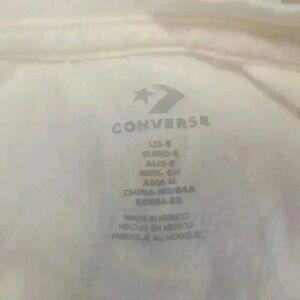 CONVERSE
US-S
EURO-S
AUS-S
MEX- CH
ASIA-M
CHINA-160/84A
KOREA-85
MADE IN MEXICO
HECHO EN MEXICO
FABRIQUÉ AU MEXIQUE